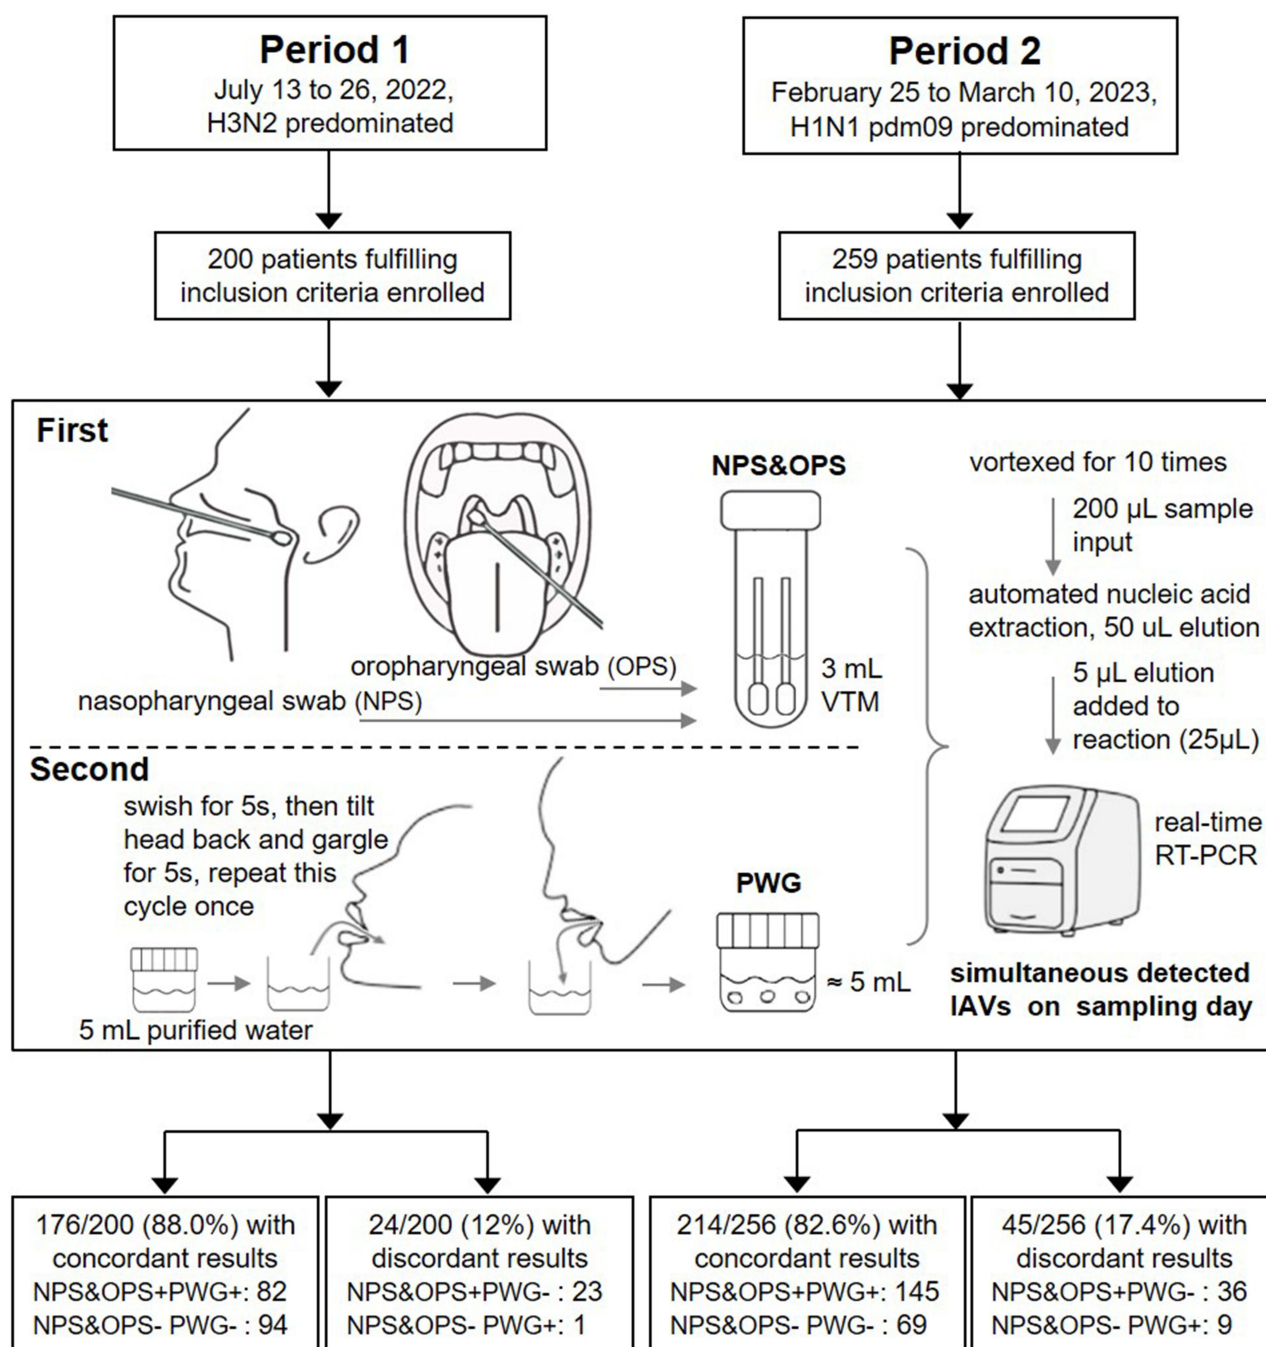 Period 1
July 13 to 26, 2022,
H3N2 predominated
Period 2
February 25 to March 10, 2023,
H1N1 pdm09 predominated
200 patients fulfilling
inclusion criteria enrolled
259 patients fulfilling
inclusion criteria enrolled
First
oropharyngeal swab (OPS)
nasopharyngeal swab (NPS)
NPS&OPS
3 mL
VTM
Second
swish for 5s, then tilt
head back and gargle
for 5s, repeat this
cycle once
5 mL purified water
PWG
≈ 5 mL
vortexed for 10 times
200 µL sample
input
automated nucleic acid
extraction, 50 uL elution
5 µL elution
added to
reaction (25µL)
real-time
RT-PCR
simultaneous detected
IAVs on sampling day
176/200 (88.0%) with
concordant results
NPS&OPS+PWG+: 82
NPS&OPS- PWG- : 94
24/200 (12%) with
discordant results
NPS&OPS+PWG- : 23
NPS&OPS- PWG+: 1
214/256 (82.6%) with
concordant results
NPS&OPS+PWG+: 145
NPS&OPS- PWG- : 69
45/256 (17.4%) with
discordant results
NPS&OPS+PWG- : 36
NPS&OPS- PWG+: 9